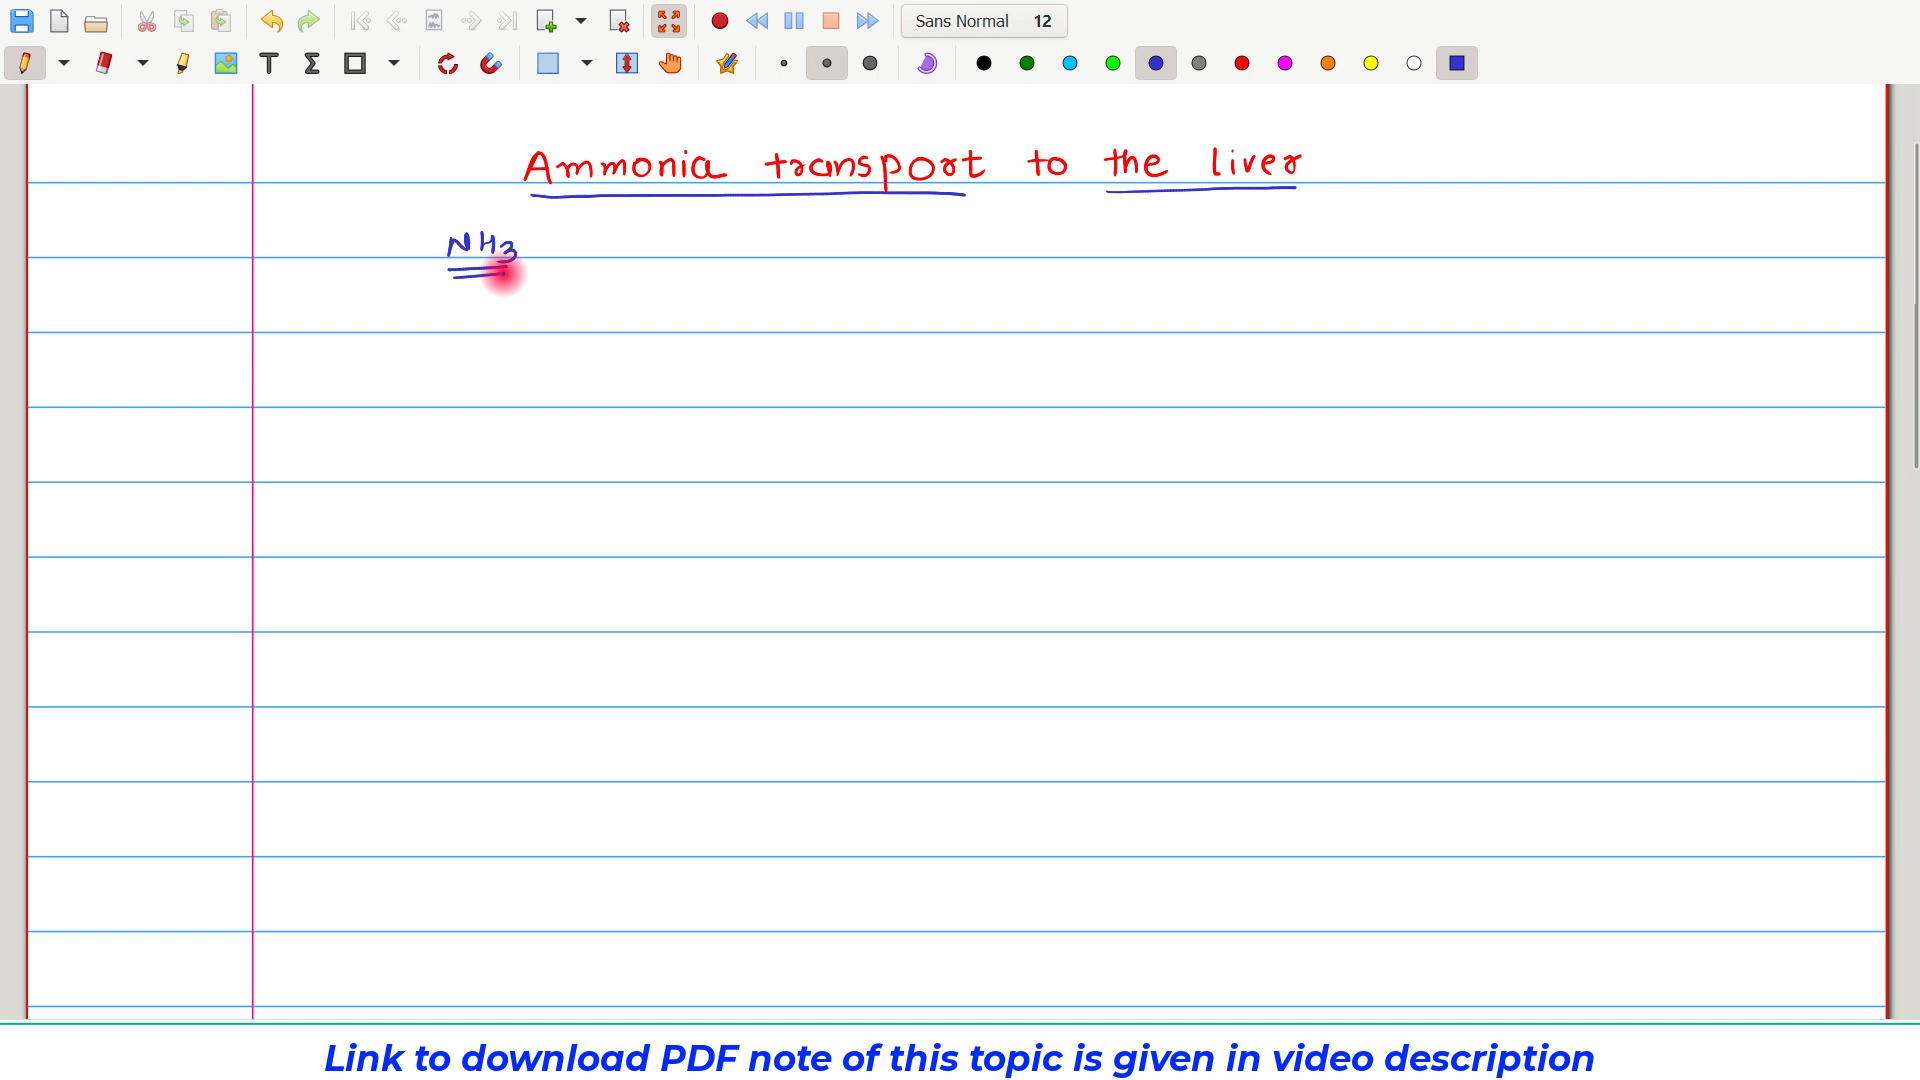 Sans Normal 12
Ammonia transport to the liver
NH3
Link to download PDF note of this topic is given in video description